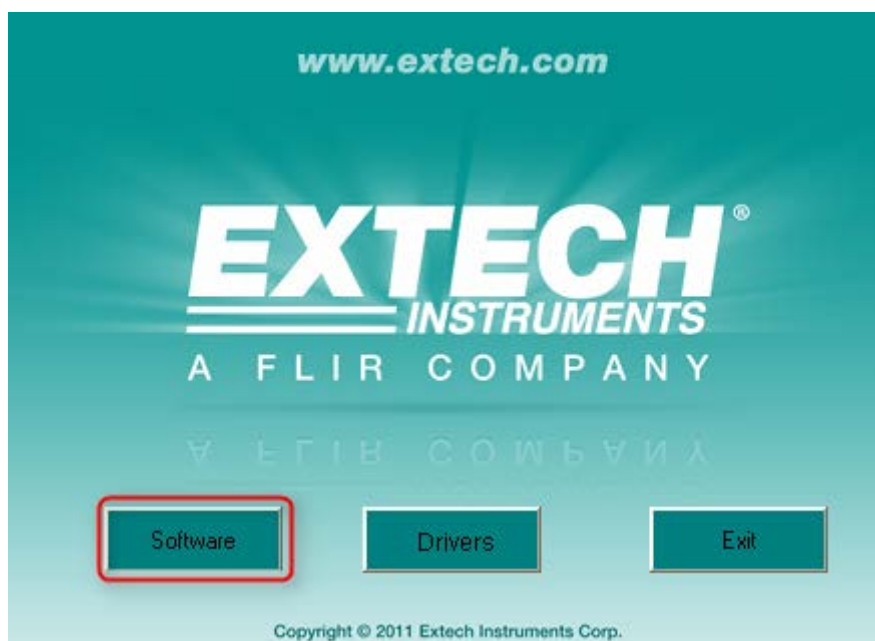 www.extech.com
EXTECH®
INSTRUMENTS
A FLIR COMPANY
Software
Drivers
Exit
Copyright © 2011 Extech Instruments Corp.